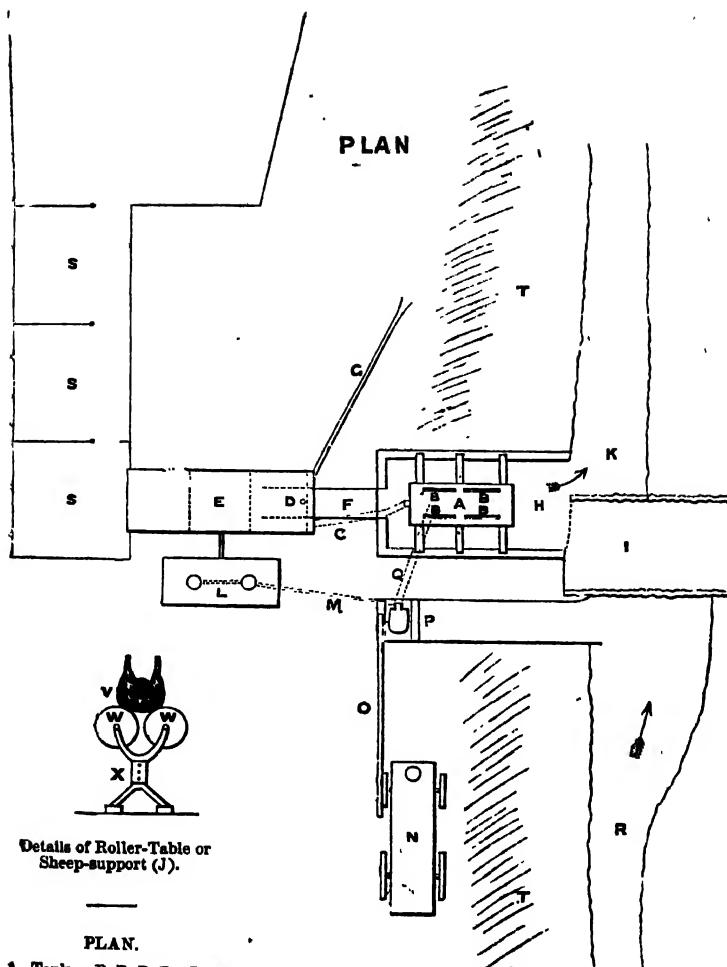 PLAN
T
S
S
G
K
S
E
D
F
B
A
B
H
B
B
C
I
Q
L
M
P
V
W
W
O
X
N
R
Details of Roller-Table or
Sheep-support (J).
T
PLAN.